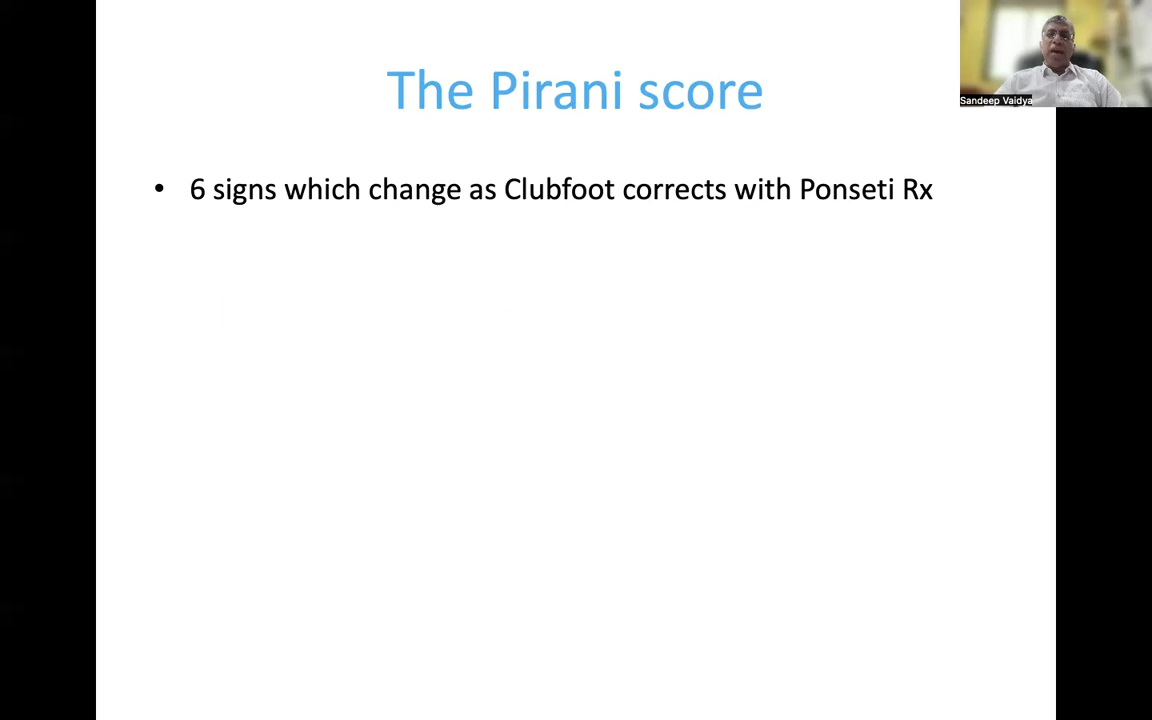 The Pirani score
Sandeep Vaidya
• 6 signs which change as Clubfoot corrects with Ponseti Rx